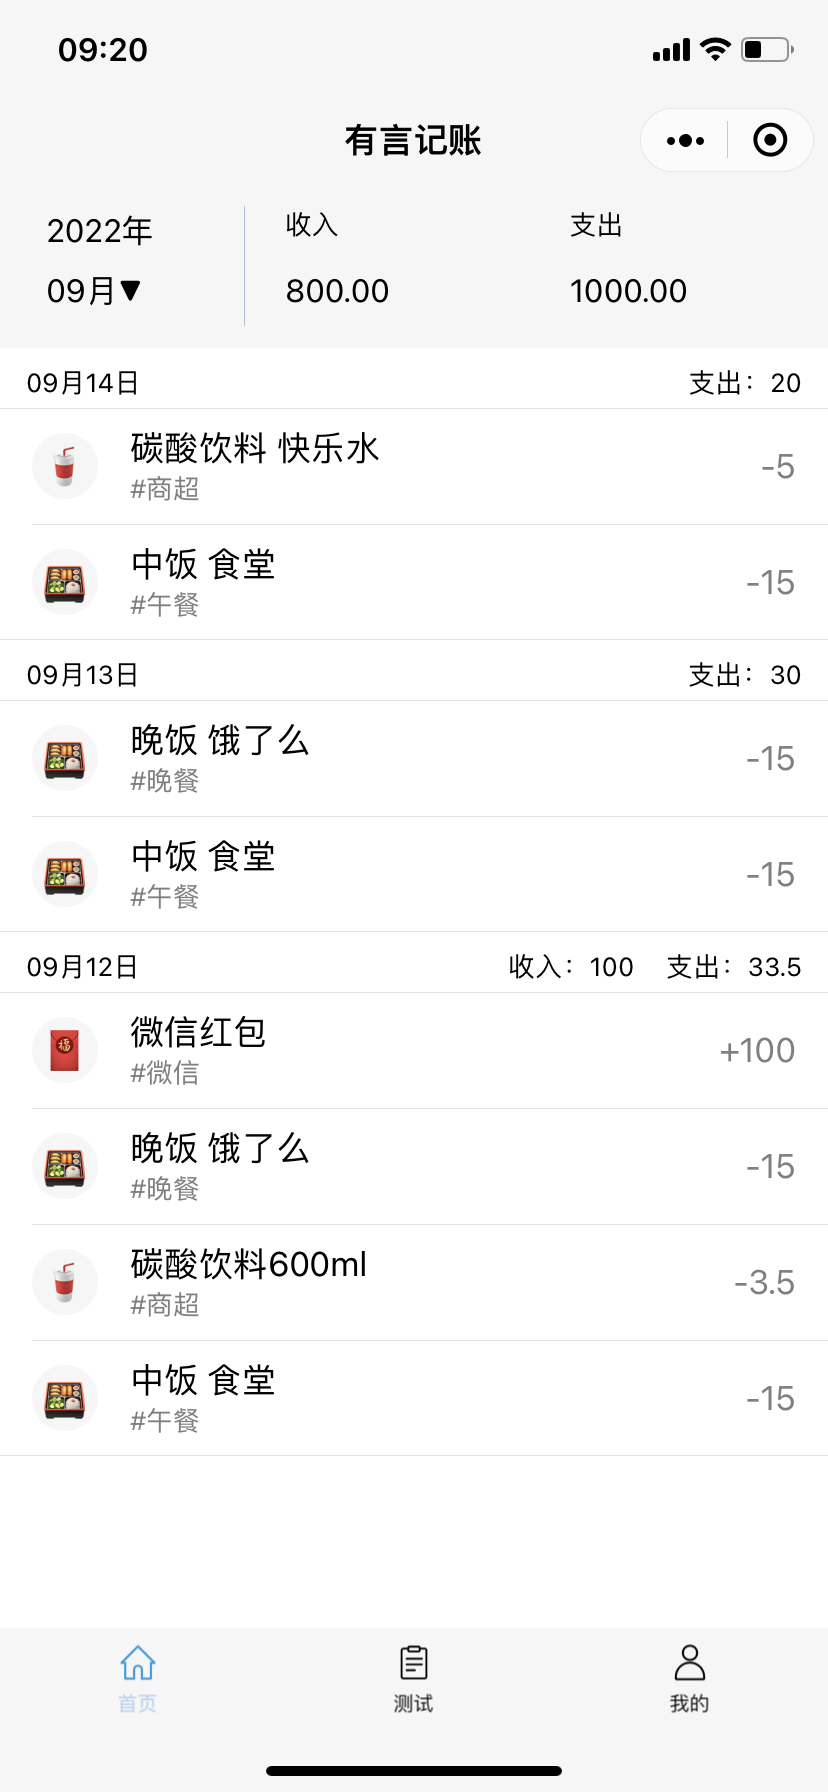 09:20
有言记账
2022年
09月▼
收入
800.00
支出
1000.00
09月14日 支出：20
碳酸饮料 快乐水
#商超
-5
中饭 食堂
#午餐
-15
09月13日 支出：30
晚饭 饿了么
#晚餐
-15
中饭 食堂
#午餐
-15
09月12日 收入：100 支出：33.5
福
微信红包
#微信
+100
晚饭 饿了么
#晚餐
-15
碳酸饮料600ml
#商超
-3.5
中饭 食堂
#午餐
-15
首页 测试 我的